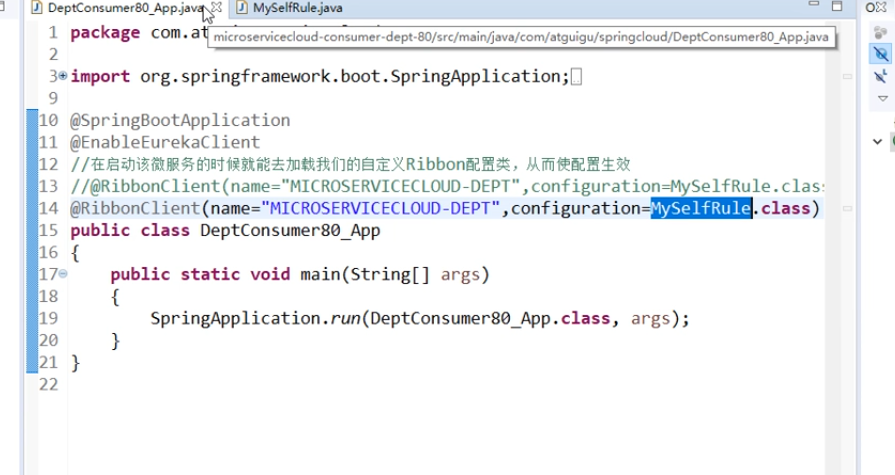 DeptConsumer80_App.java
MySelfRule.java
1 package com.at
microservicecloud-consumer-dept-80/src/main/java/com/atguigu/springcloud/DeptConsumer80_App.java
2
3 import org.springframework.boot.SpringApplication;
9
10 @SpringBootApplication
11 @EnableEurekaClient
12 //在启动该微服务的时候就能去加载我们的自定义Ribbon配置类，从而使配置生效
13 //@RibbonClient(name="MICROSERVICECLOUD-DEPT",configuration=MySelfRule.clas
14 @RibbonClient(name="MICROSERVICECLOUD-DEPT",configuration=MySelfRule.class)
15 public class DeptConsumer80_App
16 {
17 public static void main(String[] args)
18 {
19 SpringApplication.run(DeptConsumer80_App.class, args);
20 }
21 }
22